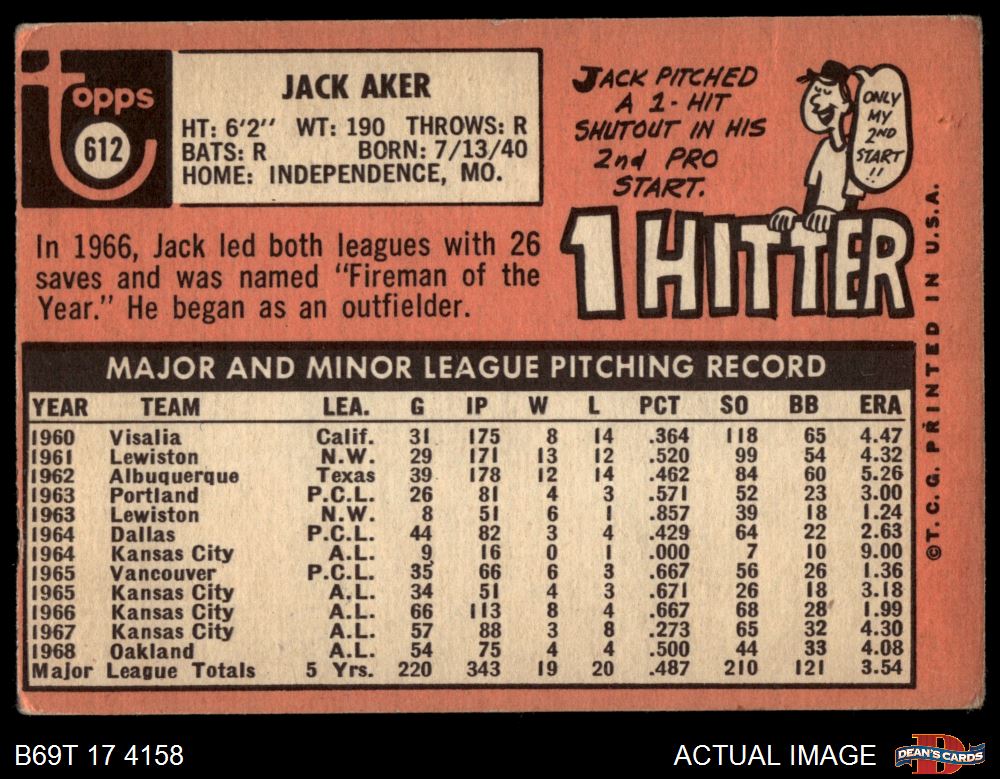 Topps
612
JACK AKER
HT: 6'2" WT: 190 THROWS: R
BATS: R BORN: 7/13/40
HOME: INDEPENDENCE, MO.
In 1966, Jack led both leagues with 26
saves and was named "Fireman of the
Year." He began as an outfielder.
JACK PITCHED
A 1-HIT
SHUTOUT IN HIS
2nd PRO
START.
ONLY
MY
2ND
START
!!
1 HITTER
MAJOR AND MINOR LEAGUE PITCHING RECORD
YEAR TEAM LEA. G IP W L PCT SO BB ERA
1960 Visalia Calif. 31 175 8 14 .364 118 65 4.47
1961 Lewiston N.W. 29 171 13 12 .520 99 54 4.32
1962 Albuquerque Texas 39 178 12 14 .462 84 60 5.26
1963 Portland P.C.L. 26 81 4 3 .571 52 23 3.00
1963 Lewiston N.W. 8 51 6 1 .857 39 18 1.24
1964 Dallas P.C.L. 44 82 3 4 .429 64 22 2.63
1964 Kansas City A.L. 9 16 0 1 .000 7 10 9.00
1965 Vancouver P.C.L. 35 66 6 3 .667 56 26 1.36
1965 Kansas City A.L. 34 51 4 3 .671 26 18 3.18
1966 Kansas City A.L. 66 113 8 4 .667 68 28 1.99
1967 Kansas City A.L. 57 88 3 8 .273 65 32 4.30
1968 Oakland A.L. 54 75 4 4 .500 44 33 4.08
Major League Totals 5 Yrs. 220 343 19 20 .487 210 121 3.54
©T.C.G. PRINTED IN U.S.A.
B69T 17 4158
ACTUAL IMAGE
DEAN'S CARDS